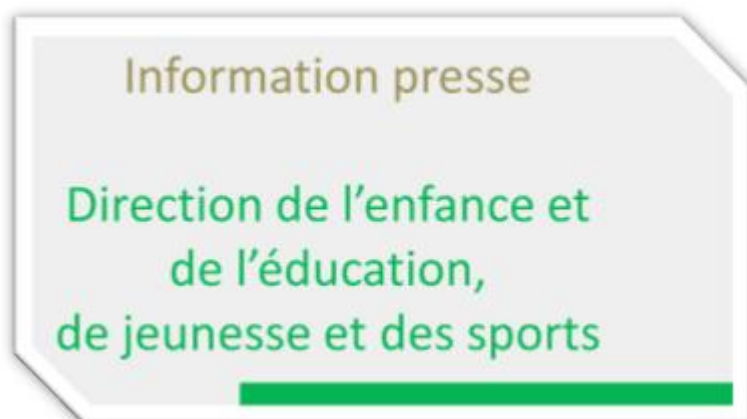 Information presse
Direction de l’enfance et
de l’éducation,
de jeunesse et des sports